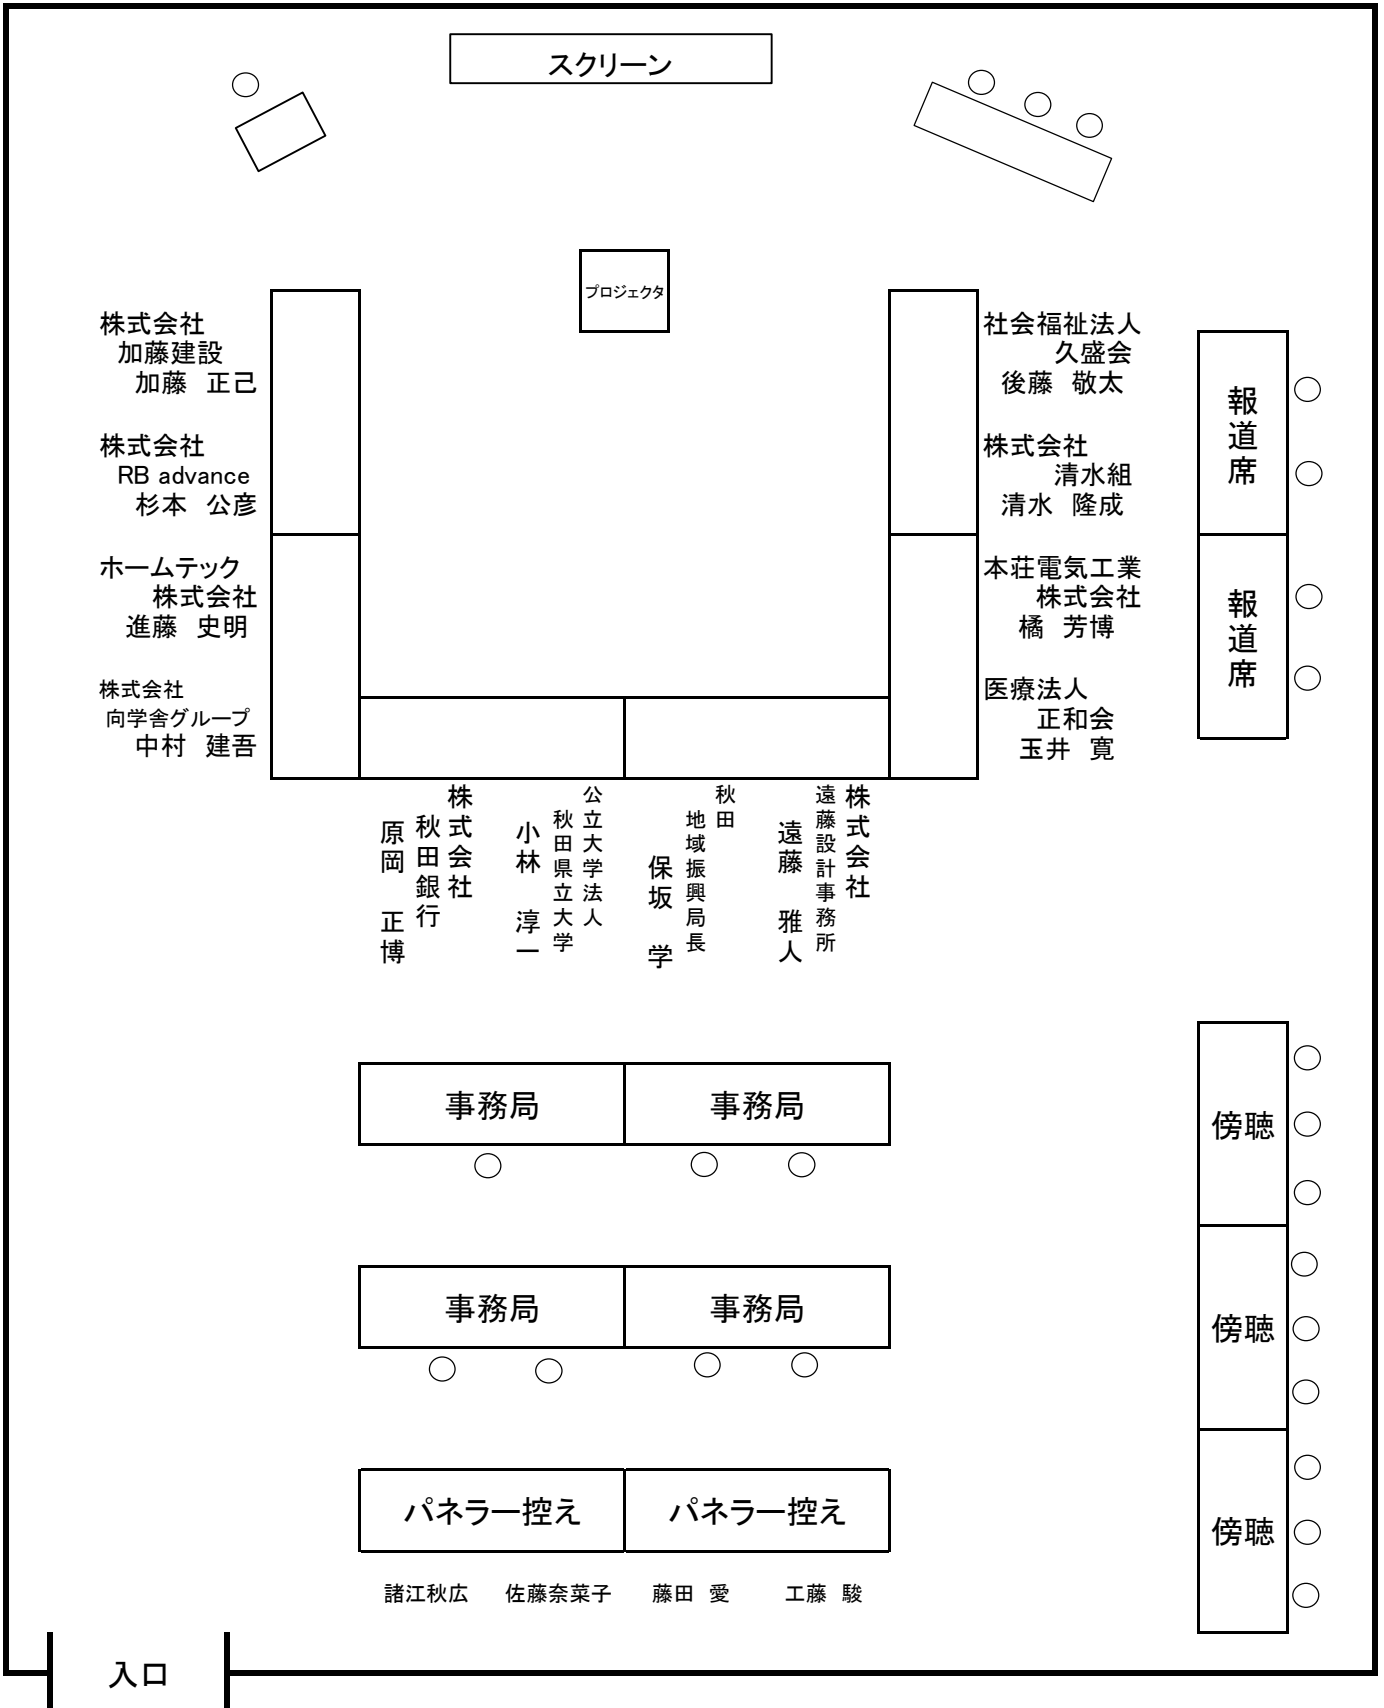 スクリーン
プロジェクタ
株式会社
加藤建設
加藤　正己
株式会社
RB advance
杉本　公彦
ホームテック
株式会社
進藤　史明
株式会社
向学舎グループ
中村　建吾
社会福祉法人
久盛会
後藤　敬太
株式会社
清水組
清水　隆成
本荘電気工業
株式会社
橘　芳博
医療法人
正和会
玉井　寛
報道席
報道席
株式会社
遠藤設計事務所
遠藤　雅人
秋田
地域振興局長
保坂　学
公立大学法人
秋田県立大学
小林　淳一
株式会社
秋田銀行
原岡　正博
事務局
事務局
事務局
事務局
傍聴
傍聴
傍聴
パネラー控え
パネラー控え
諸江秋広
佐藤奈菜子
藤田　愛
工藤　駿
入口